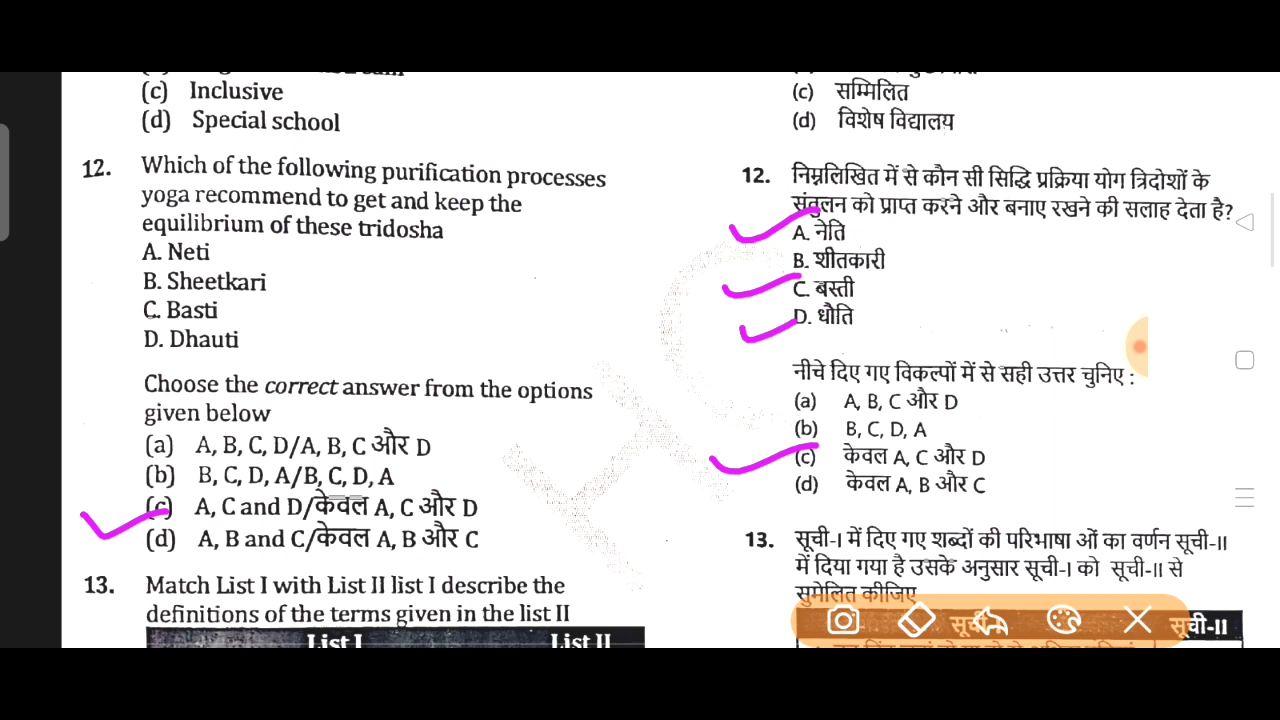 (c) Inclusive
(d) Special school
12. Which of the following purification processes
yoga recommend to get and keep the
equilibrium of these tridosha
A. Neti
B. Sheetkari
C. Basti
D. Dhauti
Choose the correct answer from the options
given below
(a) A, B, C, D/A, B, C और D
(b) B, C, D, A/B, C, D, A
(c) A, C and D/केवल A, C और D
(d) A, B and C/केवल A, B और C
13. Match List I with List II list I describe the
definitions of the terms given in the list II
List I List II
(c) सम्मिलित
(d) विशेष विद्यालय
12. निम्नलिखित में से कौन सी सिद्धि प्रक्रिया योग त्रिदोशों के
संतुलन को प्राप्त करने और बनाए रखने की सलाह देता है?
A. नेति
B. शीतकारी
C. बस्ती
D. धौति
नीचे दिए गए विकल्पों में से सही उत्तर चुनिए :
(a) A, B, C और D
(b) B, C, D, A
(c) केवल A, C और D
(d) केवल A, B और C
13. सूची-I में दिए गए शब्दों की परिभाषा ओं का वर्णन सूची-II
में दिया गया है उसके अनुसार सूची-I को सूची-II से
सुमेलित कीजिए
सूची-II